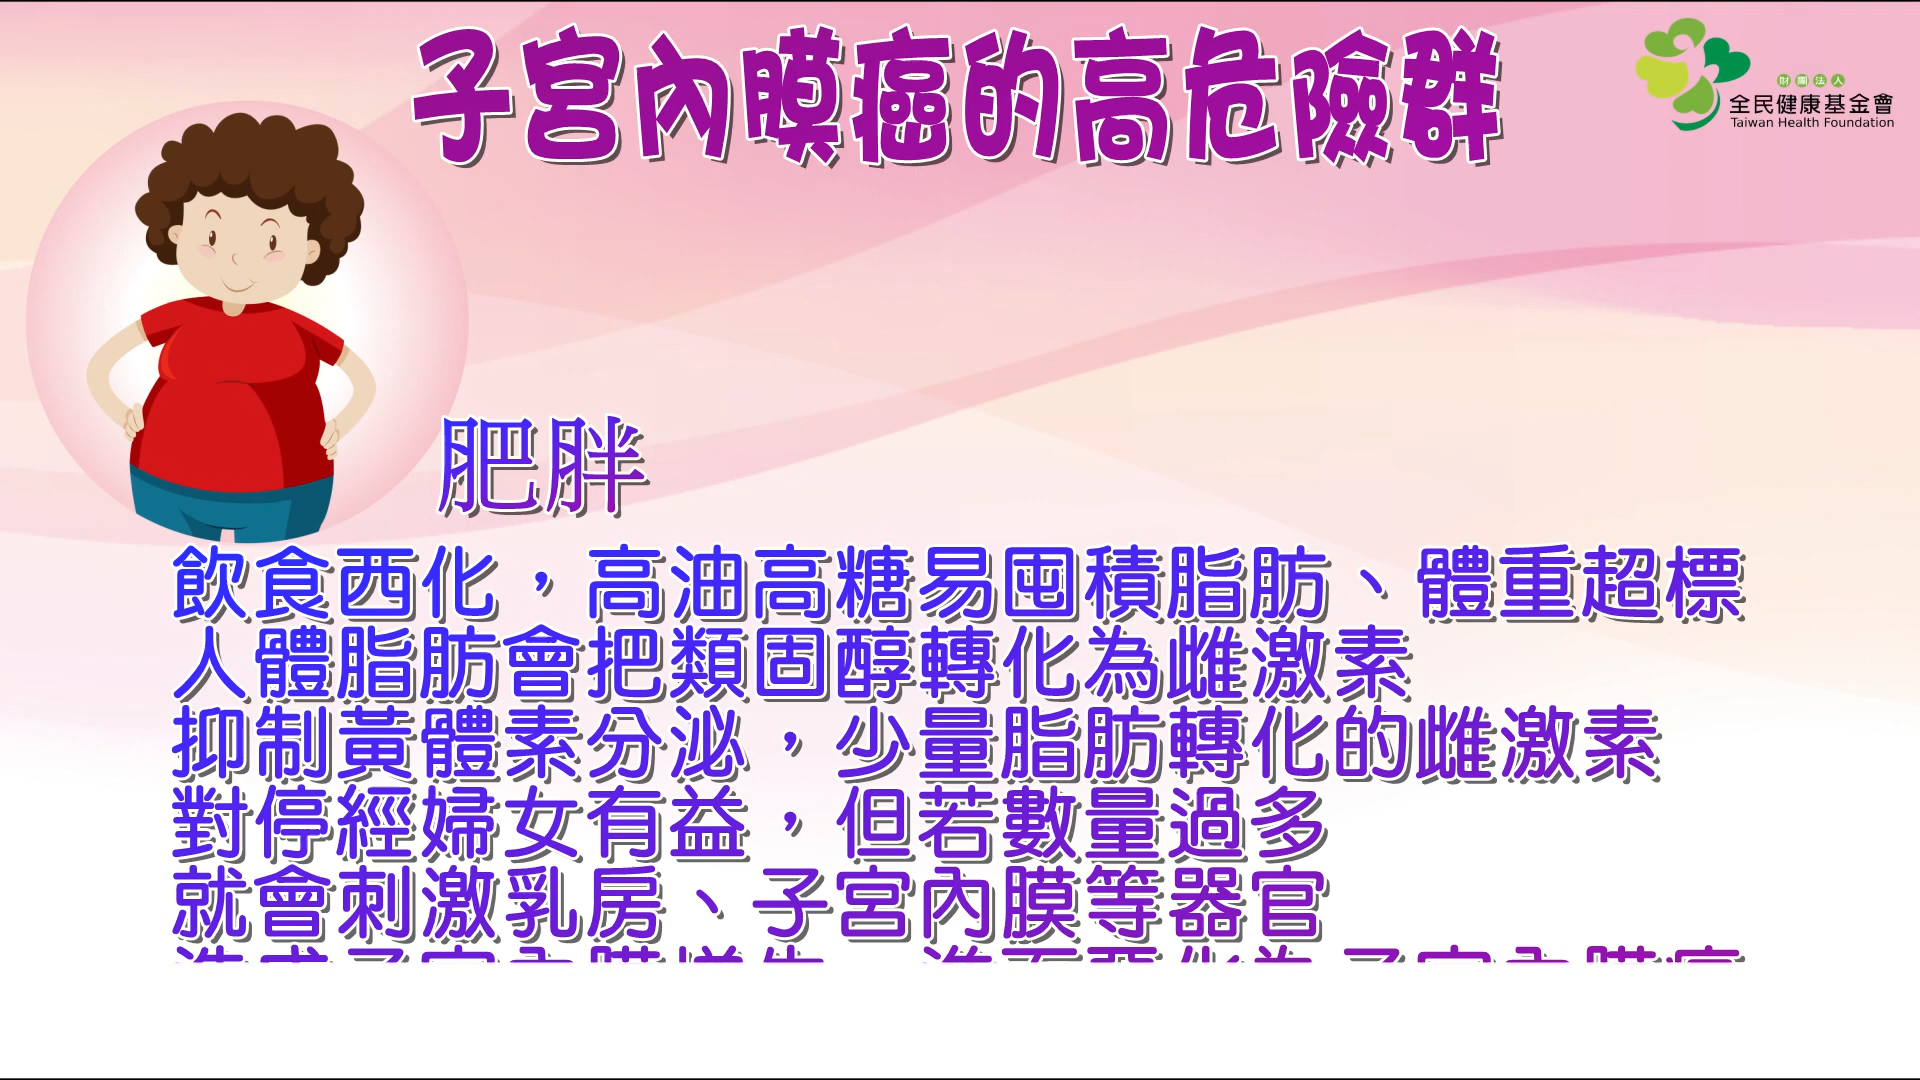 子宮內膜癌的高危險群
財團法人
全民健康基金會
Taiwan Health Foundation
肥胖
飲食西化，高油高糖易囤積脂肪、體重超標
人體脂肪會把類固醇轉化為雌激素
抑制黃體素分泌，少量脂肪轉化的雌激素
對停經婦女有益，但若數量過多
就會刺激乳房、子宮內膜等器官